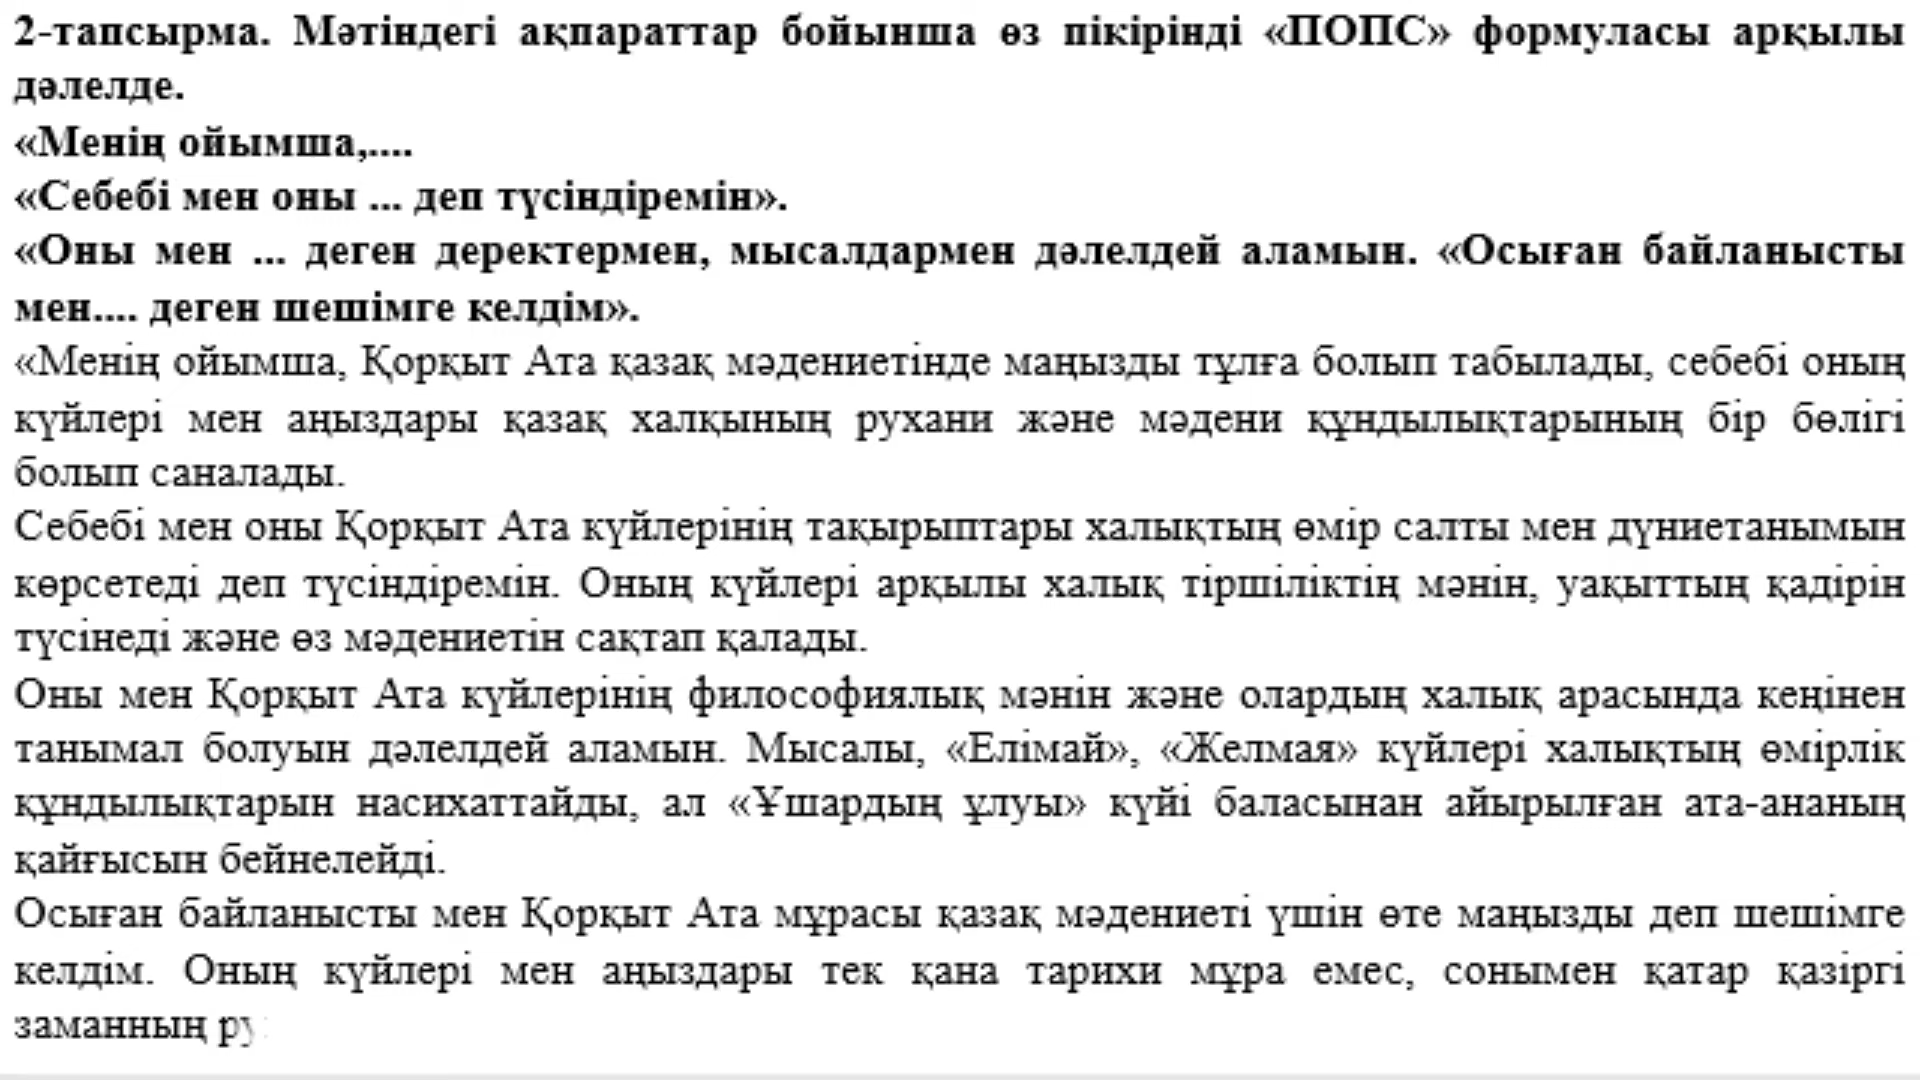 2-тапсырма. Мәтіндегі ақпараттар бойынша өз пікірінді «ПОПС» формуласы арқылы
дәлелде.
«Менің ойымша,....
«Себебі мен оны ... деп түсіндіремін».
«Оны мен ... деген деректермен, мысалдармен дәлелдей аламын. «Осыған байланысты
мен.... деген шешімге келдім».
«Менің ойымша, Қорқыт Ата қазақ мәдениетінде маңызды тұлға болып табылады, себебі оның
күйлері мен аңыздары қазақ халқының рухани және мәдени құндылықтарының бір бөлігі
болып саналады.
Себебі мен оны Қорқыт Ата күйлерінің тақырыптары халықтың өмір салты мен дүниетанымын
көрсетеді деп түсіндіремін. Оның күйлері арқылы халық тіршіліктің мәнін, уақыттың қадірін
түсінеді және өз мәдениетін сақтап қалады.
Оны мен Қорқыт Ата күйлерінің философиялық мәнін және олардың халық арасында кеңінен
танымал болуын дәлелдей аламын. Мысалы, «Елімай», «Желмая» күйлері халықтың өмірлік
құндылықтарын насихаттайды, ал «Ұшардың ұлуы» күйі баласынан айырылған ата-ананың
қайғысын бейнелейді.
Осыған байланысты мен Қорқыт Ата мұрасы қазақ мәдениеті үшін өте маңызды деп шешімге
келдім. Оның күйлері мен аңыздары тек қана тарихи мұра емес, сонымен қатар қазіргі
заманның